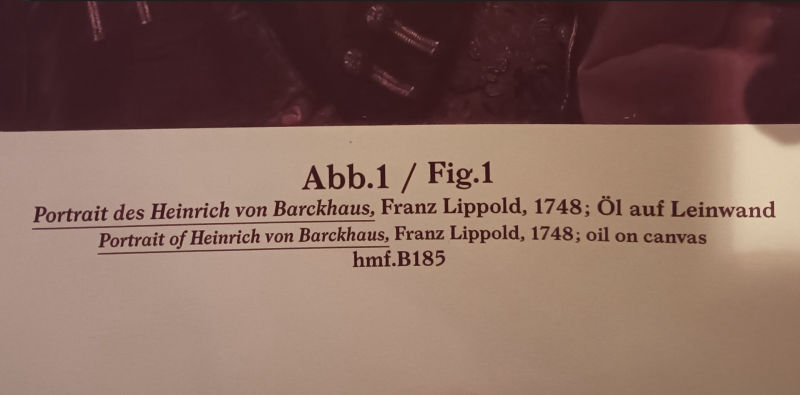 Abb.1 / Fig.1
Portrait des Heinrich von Barckhaus, Franz Lippold, 1748; Öl auf Leinwand
Portrait of Heinrich von Barckhaus, Franz Lippold, 1748; oil on canvas
hmf.B185